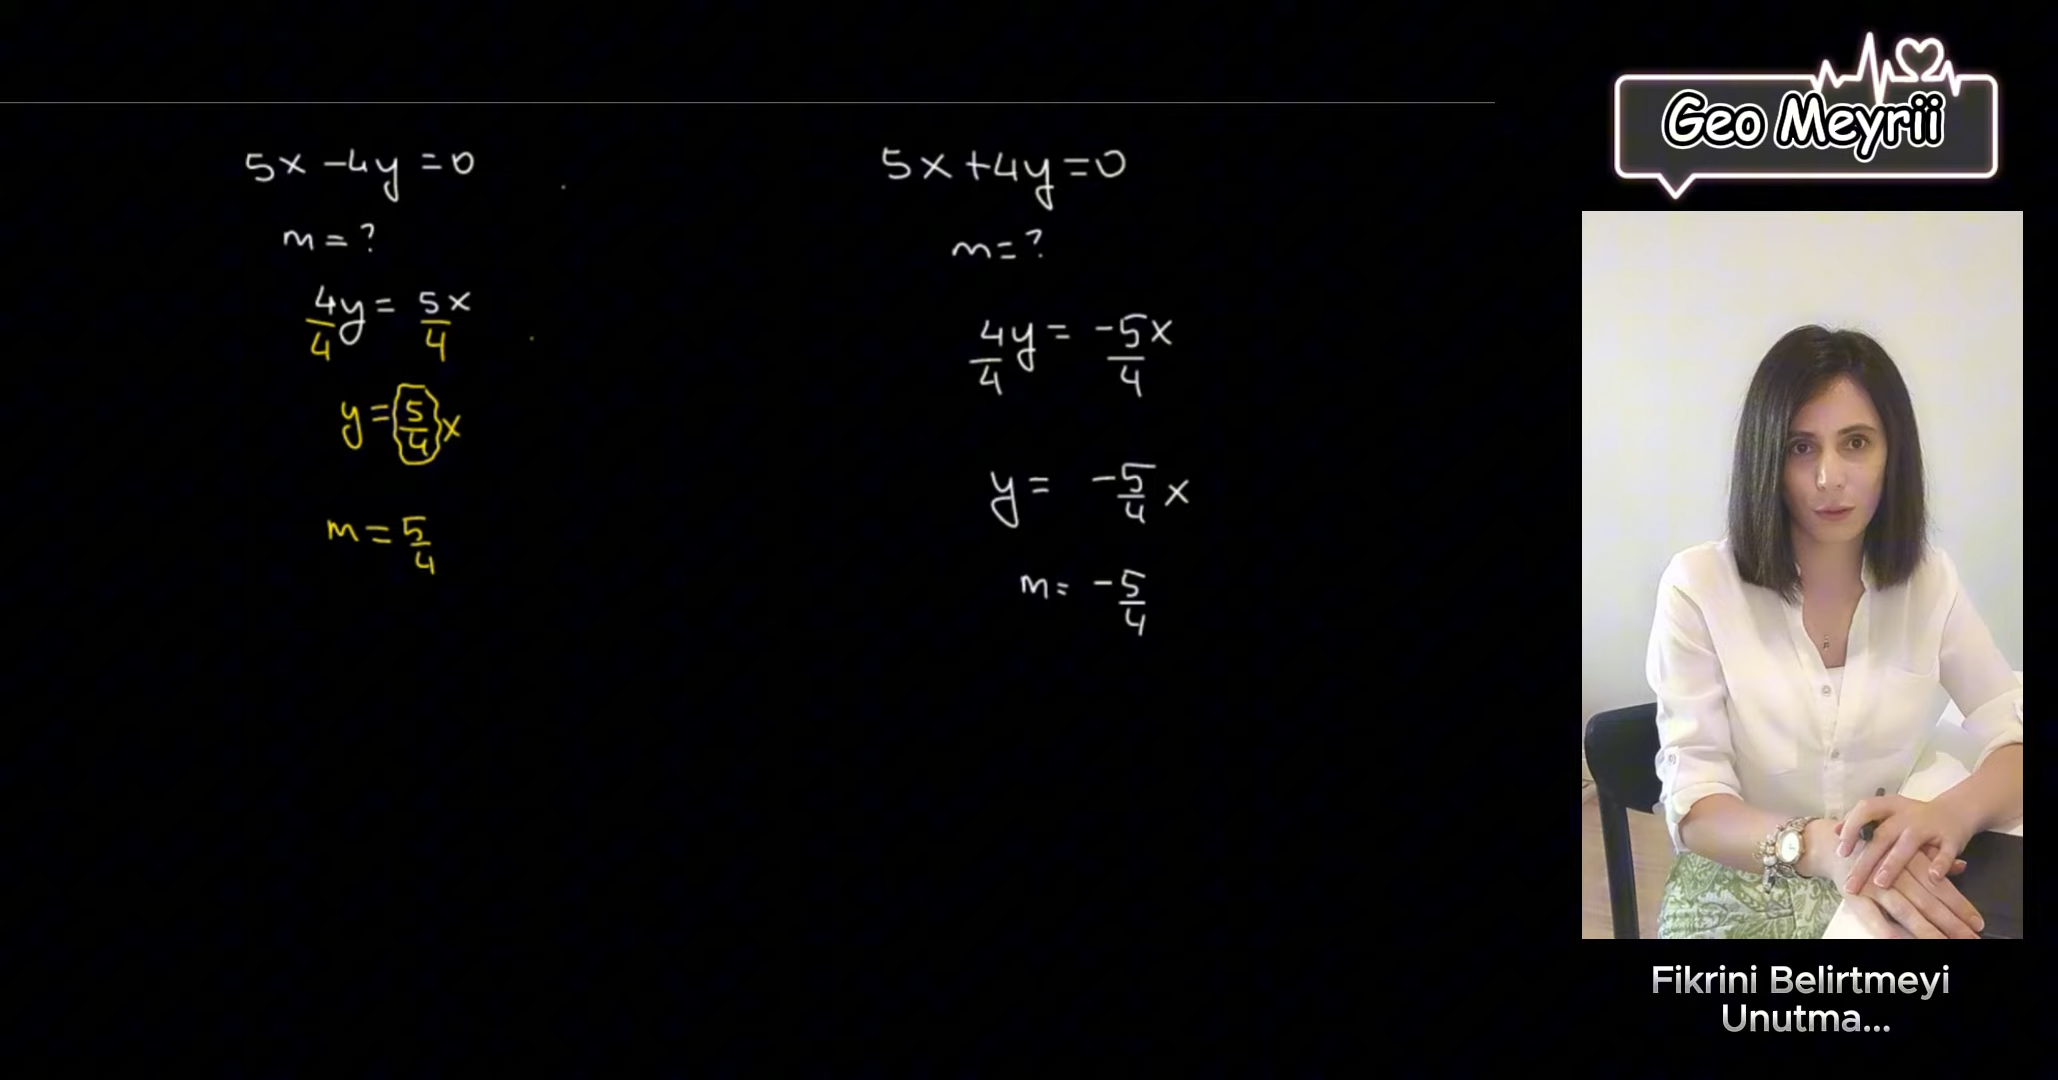 5x -4y = 0
m = ?
4y/4 = 5x/4
y = 5/4 x
m = 5/4
5x +4y = 0
m = ?
4y/4 = -5x/4
y = -5/4 x
m = -5/4
Geo Meyrii
Fikrini Belirtmeyi
Unutma...